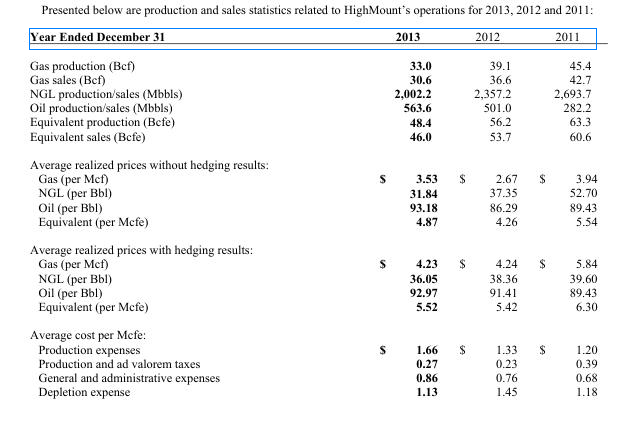 Presented below are production and sales statistics related to HighMount's operations for 2013, 2012 and 2011:
Year Ended December 31 2013 2012 2011
Gas production (Bcf) 33.0 39.1 45.4
Gas sales (Bcf) 30.6 36.6 42.7
NGL production/sales (Mbbls) 2,002.2 2,357.2 2,693.7
Oil production/sales (Mbbls) 563.6 501.0 282.2
Equivalent production (Bcfe) 48.4 56.2 63.3
Equivalent sales (Bcfe) 46.0 53.7 60.6
Average realized prices without hedging results:
Gas (per Mcf) $ 3.53 $ 2.67 $ 3.94
NGL (per Bbl) 31.84 37.35 52.70
Oil (per Bbl) 93.18 86.29 89.43
Equivalent (per Mcfe) 4.87 4.26 5.54
Average realized prices with hedging results:
Gas (per Mcf) $ 4.23 $ 4.24 $ 5.84
NGL (per Bbl) 36.05 38.36 39.60
Oil (per Bbl) 92.97 91.41 89.43
Equivalent (per Mcfe) 5.52 5.42 6.30
Average cost per Mcfe:
Production expenses $ 1.66 $ 1.33 $ 1.20
Production and ad valorem taxes 0.27 0.23 0.39
General and administrative expenses 0.86 0.76 0.68
Depletion expense 1.13 1.45 1.18